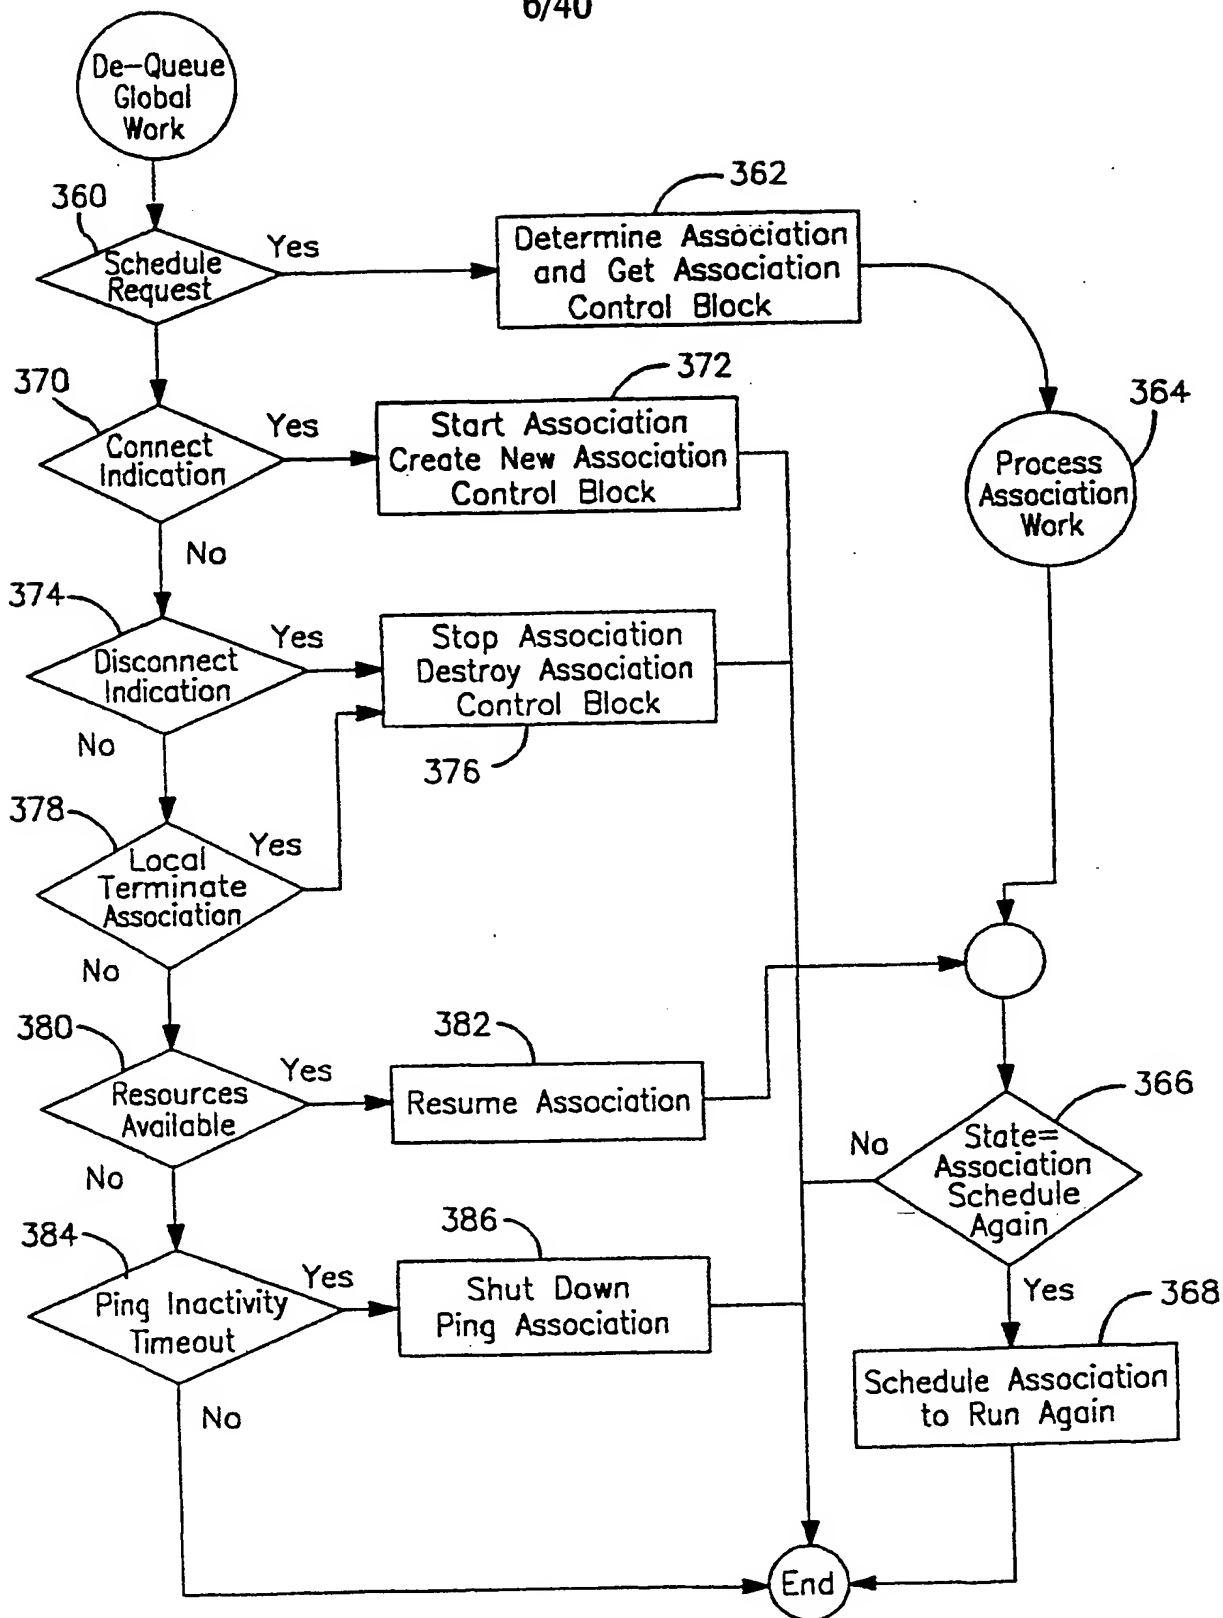 6/40
De-Queue
Global
Work
360
Schedule
Request
Yes
362
Determine Association
and Get Association
Control Block
370
Connect
Indication
Yes
372
Start Association
Create New Association
Control Block
364
Process
Association
Work
No
374
Disconnect
Indication
Yes
Stop Association
Destroy Association
Control Block
376
No
378
Local
Terminate
Association
Yes
No
380
Resources
Available
Yes
382
Resume Association
366
State=
Association
Schedule
Again
No
Yes
No
384
Ping Inactivity
Timeout
Yes
386
Shut Down
Ping Association
368
Schedule Association
to Run Again
No
End